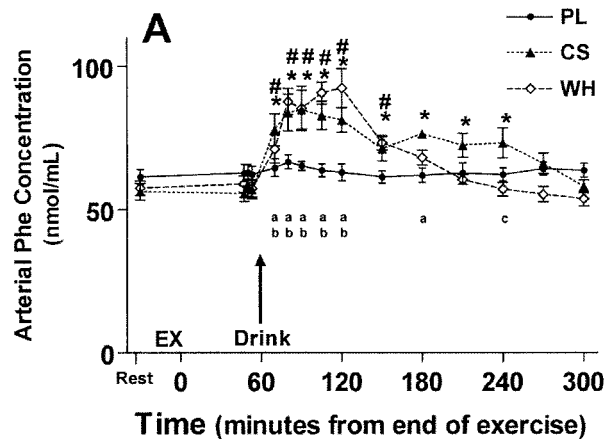 A
PL
CS
WH
Arterial Phe Concentration
(nmol/mL)
100
50
0
#
# # # #
* * * * *
#
* * * *
a a a a a
b b b b b
a
c
EX
Drink
Rest 0 60 120 180 240 300
Time (minutes from end of exercise)